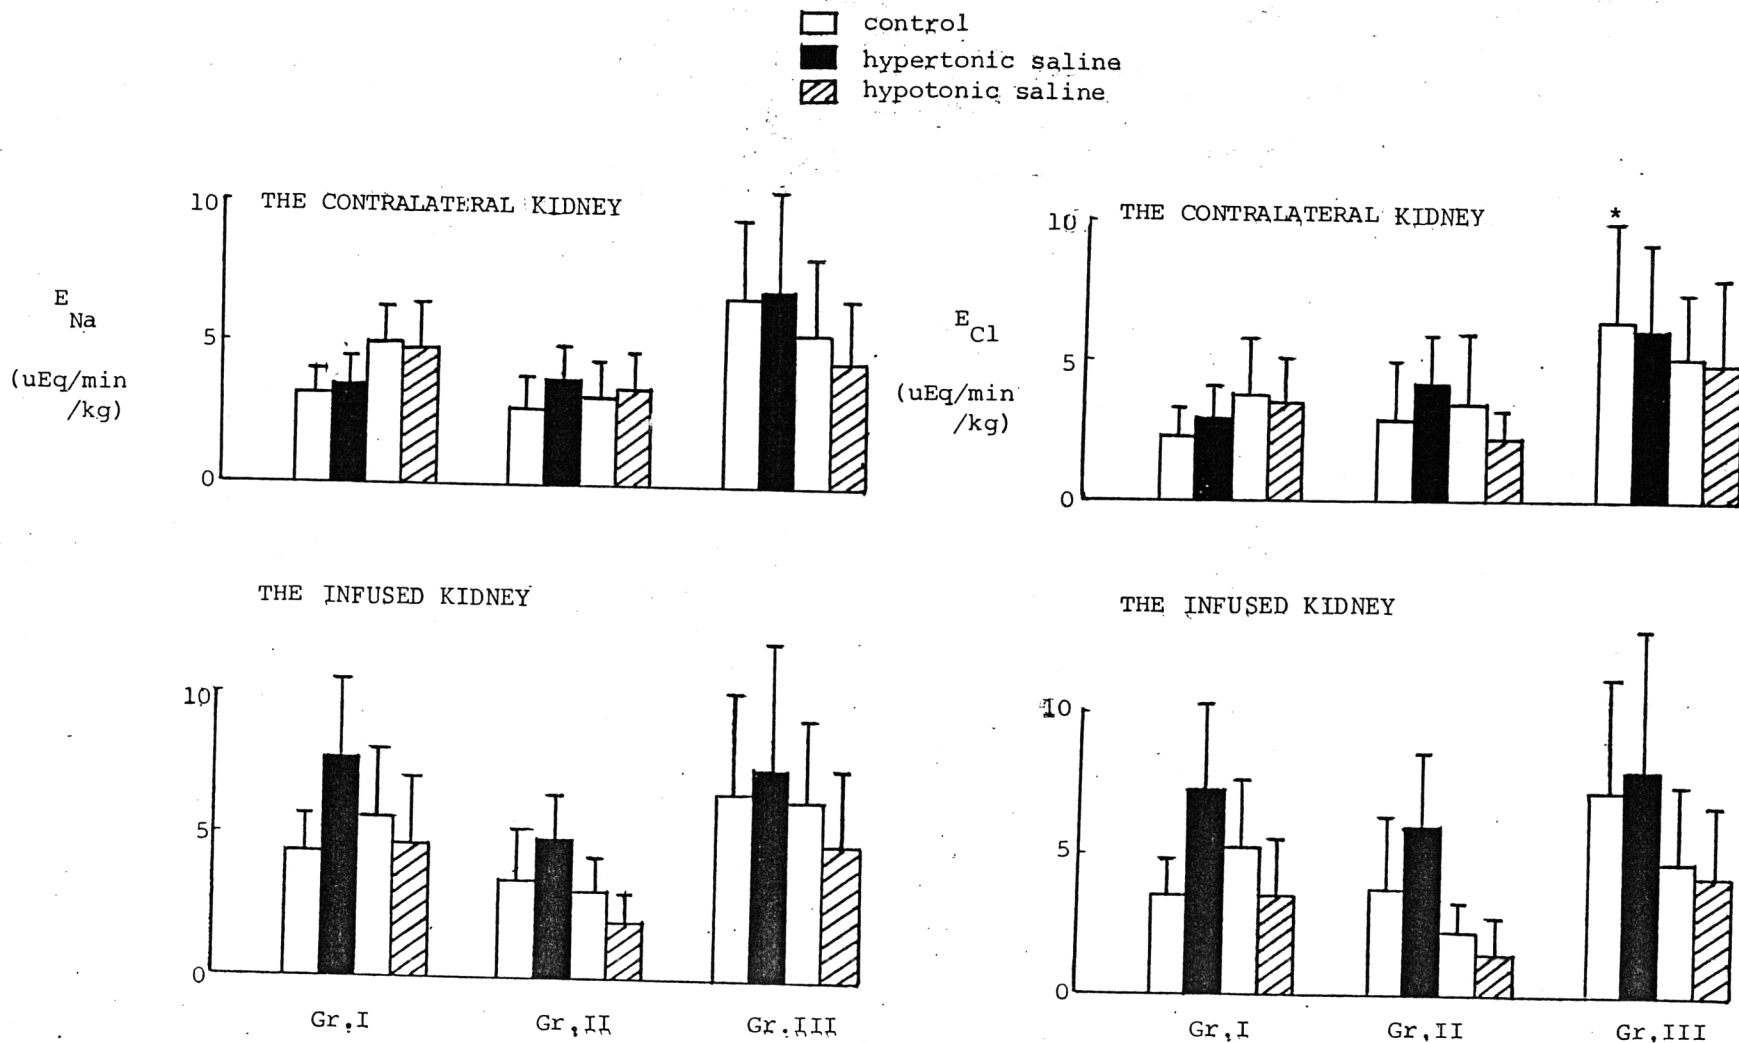 control
hypertonic saline
hypotonic saline
10
THE CONTRALATERAL KIDNEY
E
Na
(uEq/min
/kg)
5
0
10
THE CONTRALATERAL KIDNEY
*
E
Cl
(uEq/min
/kg)
5
0
THE INFUSED KIDNEY
10
5
0
Gr.I
Gr.II
Gr.III
THE INFUSED KIDNEY
10
5
0
Gr.I
Gr.II
Gr.III